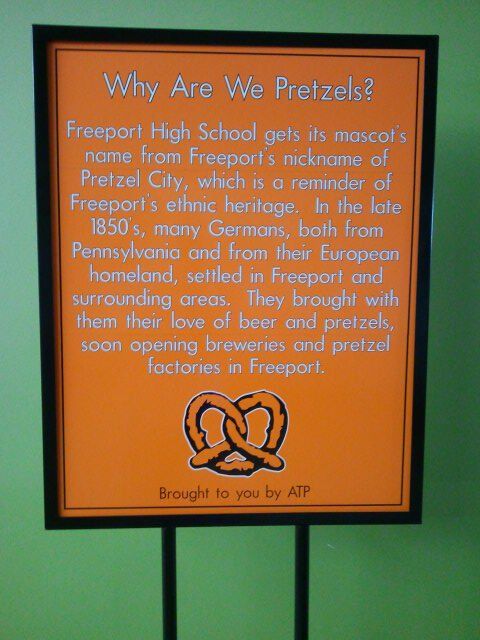 Why Are We Pretzels?
Freeport High School gets its mascot's
name from Freeport's nickname of
Pretzel City, which is a reminder of
Freeport's ethnic heritage. In the late
1850's, many Germans, both from
Pennsylvania and from their European
homeland, settled in Freeport and
surrounding areas. They brought with
them their love of beer and pretzels,
soon opening breweries and pretzel
factories in Freeport.
Brought to you by ATP